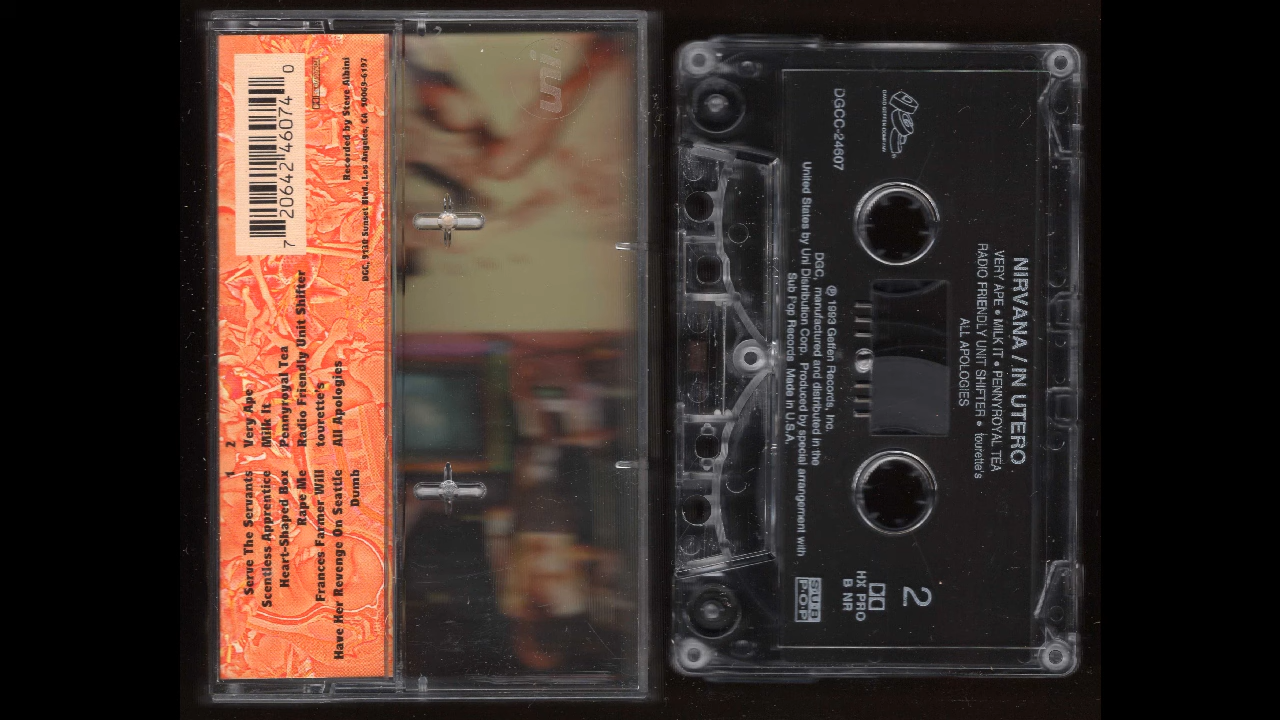 7 20642 46074 0
Recorded by Steve Albini
DGC, 9130 Sunset Blvd., Los Angeles, CA 90069-6197
1
Serve The Servants
Scentless Apprentice
Heart-Shaped Box
Rape Me
Frances Farmer Will
Have Her Revenge On Seattle
Dumb
2
Very Ape
Milk It
Pennyroyal Tea
Radio Friendly Unit Shifter
tourette's
All Apologies
uni
NIRVANA / IN UTERO
VERY APE • MILK IT • PENNYROYAL TEA
RADIO FRIENDLY UNIT SHIFTER • tourette's
ALL APOLOGIES
2
HX PRO
B NR
DGCC-24607
℗ 1993 Geffen Records, Inc.
DGC, manufactured and distributed in the
United States by Uni Distribution Corp. Produced by special arrangement with
Sub Pop Records Made in U.S.A.
SUB
POP